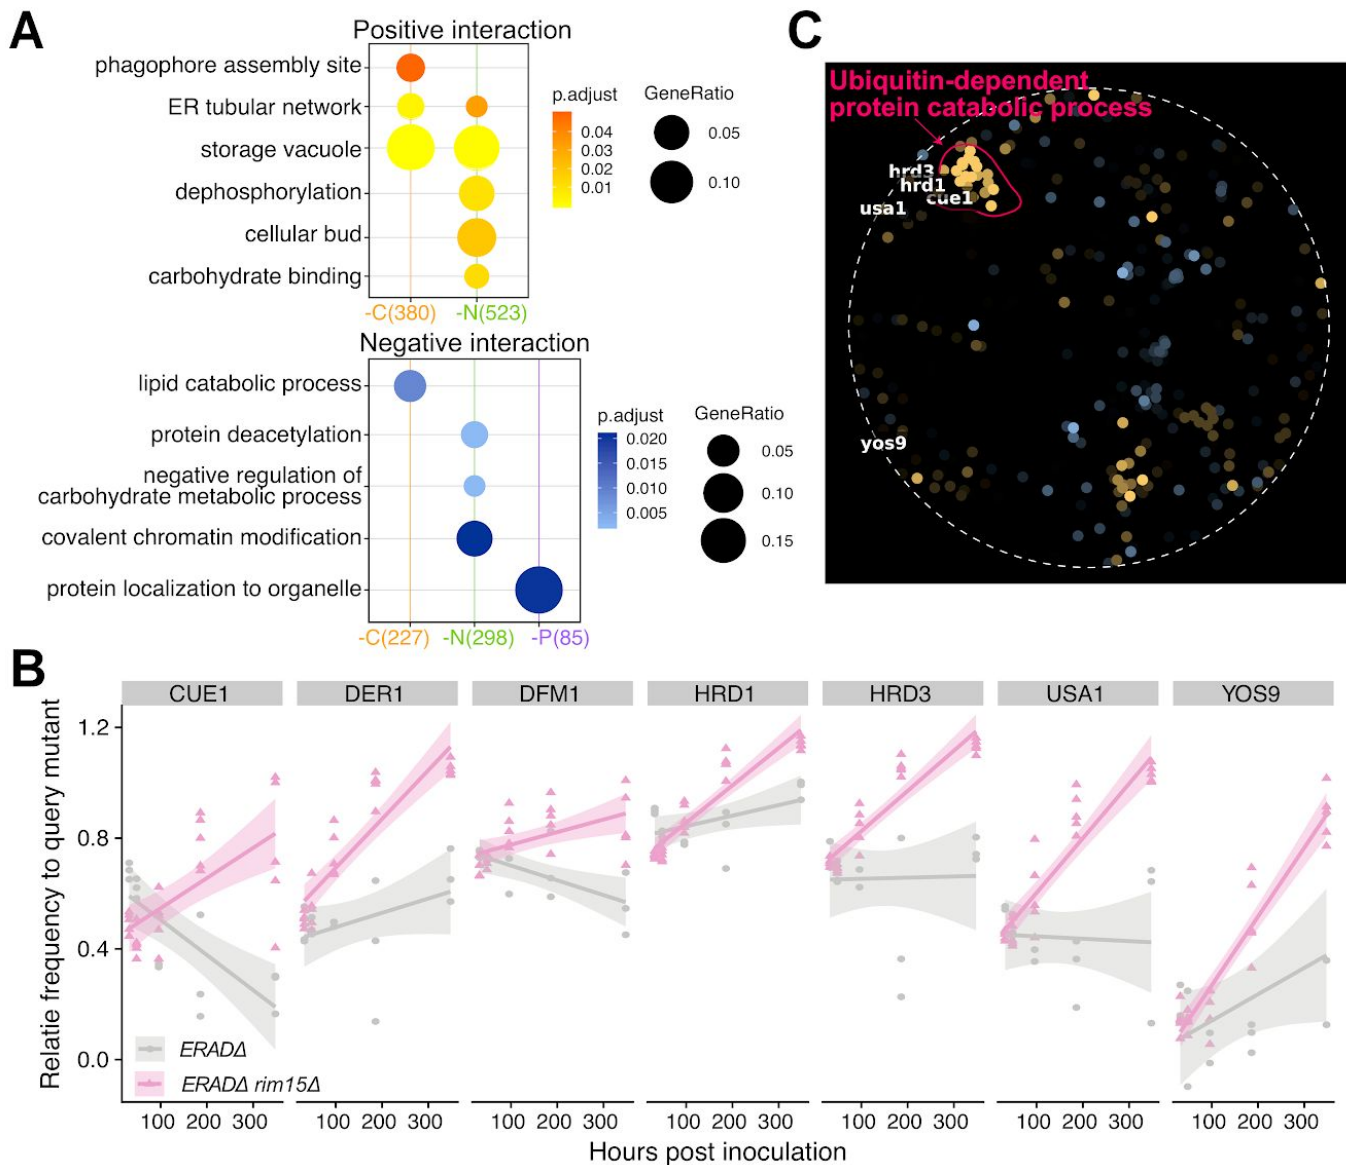 A
Positive interaction
phagophore assembly site
ER tubular network
storage vacuole
dephosphorylation
cellular bud
carbohydrate binding
-C(380)
-N(523)
p.adjust
0.04
0.03
0.02
0.01
GeneRatio
0.05
0.10
Negative interaction
lipid catabolic process
protein deacetylation
negative regulation of
carbohydrate metabolic process
covalent chromatin modification
protein localization to organelle
-C(227)
-N(298)
-P(85)
p.adjust
0.020
0.015
0.010
0.005
GeneRatio
0.05
0.10
0.15
C
Ubiquitin-dependent
protein catabolic process
hrd3
hrd1
cue1
usa1
yos9
B
CUE1
DER1
DFM1
HRD1
HRD3
USA1
YOS9
Relatie frequency to query mutant
1.2
0.8
0.4
0.0
ERADΔ
ERADΔ rim15Δ
100 200 300
100 200 300
100 200 300
100 200 300
100 200 300
100 200 300
100 200 300
Hours post inoculation